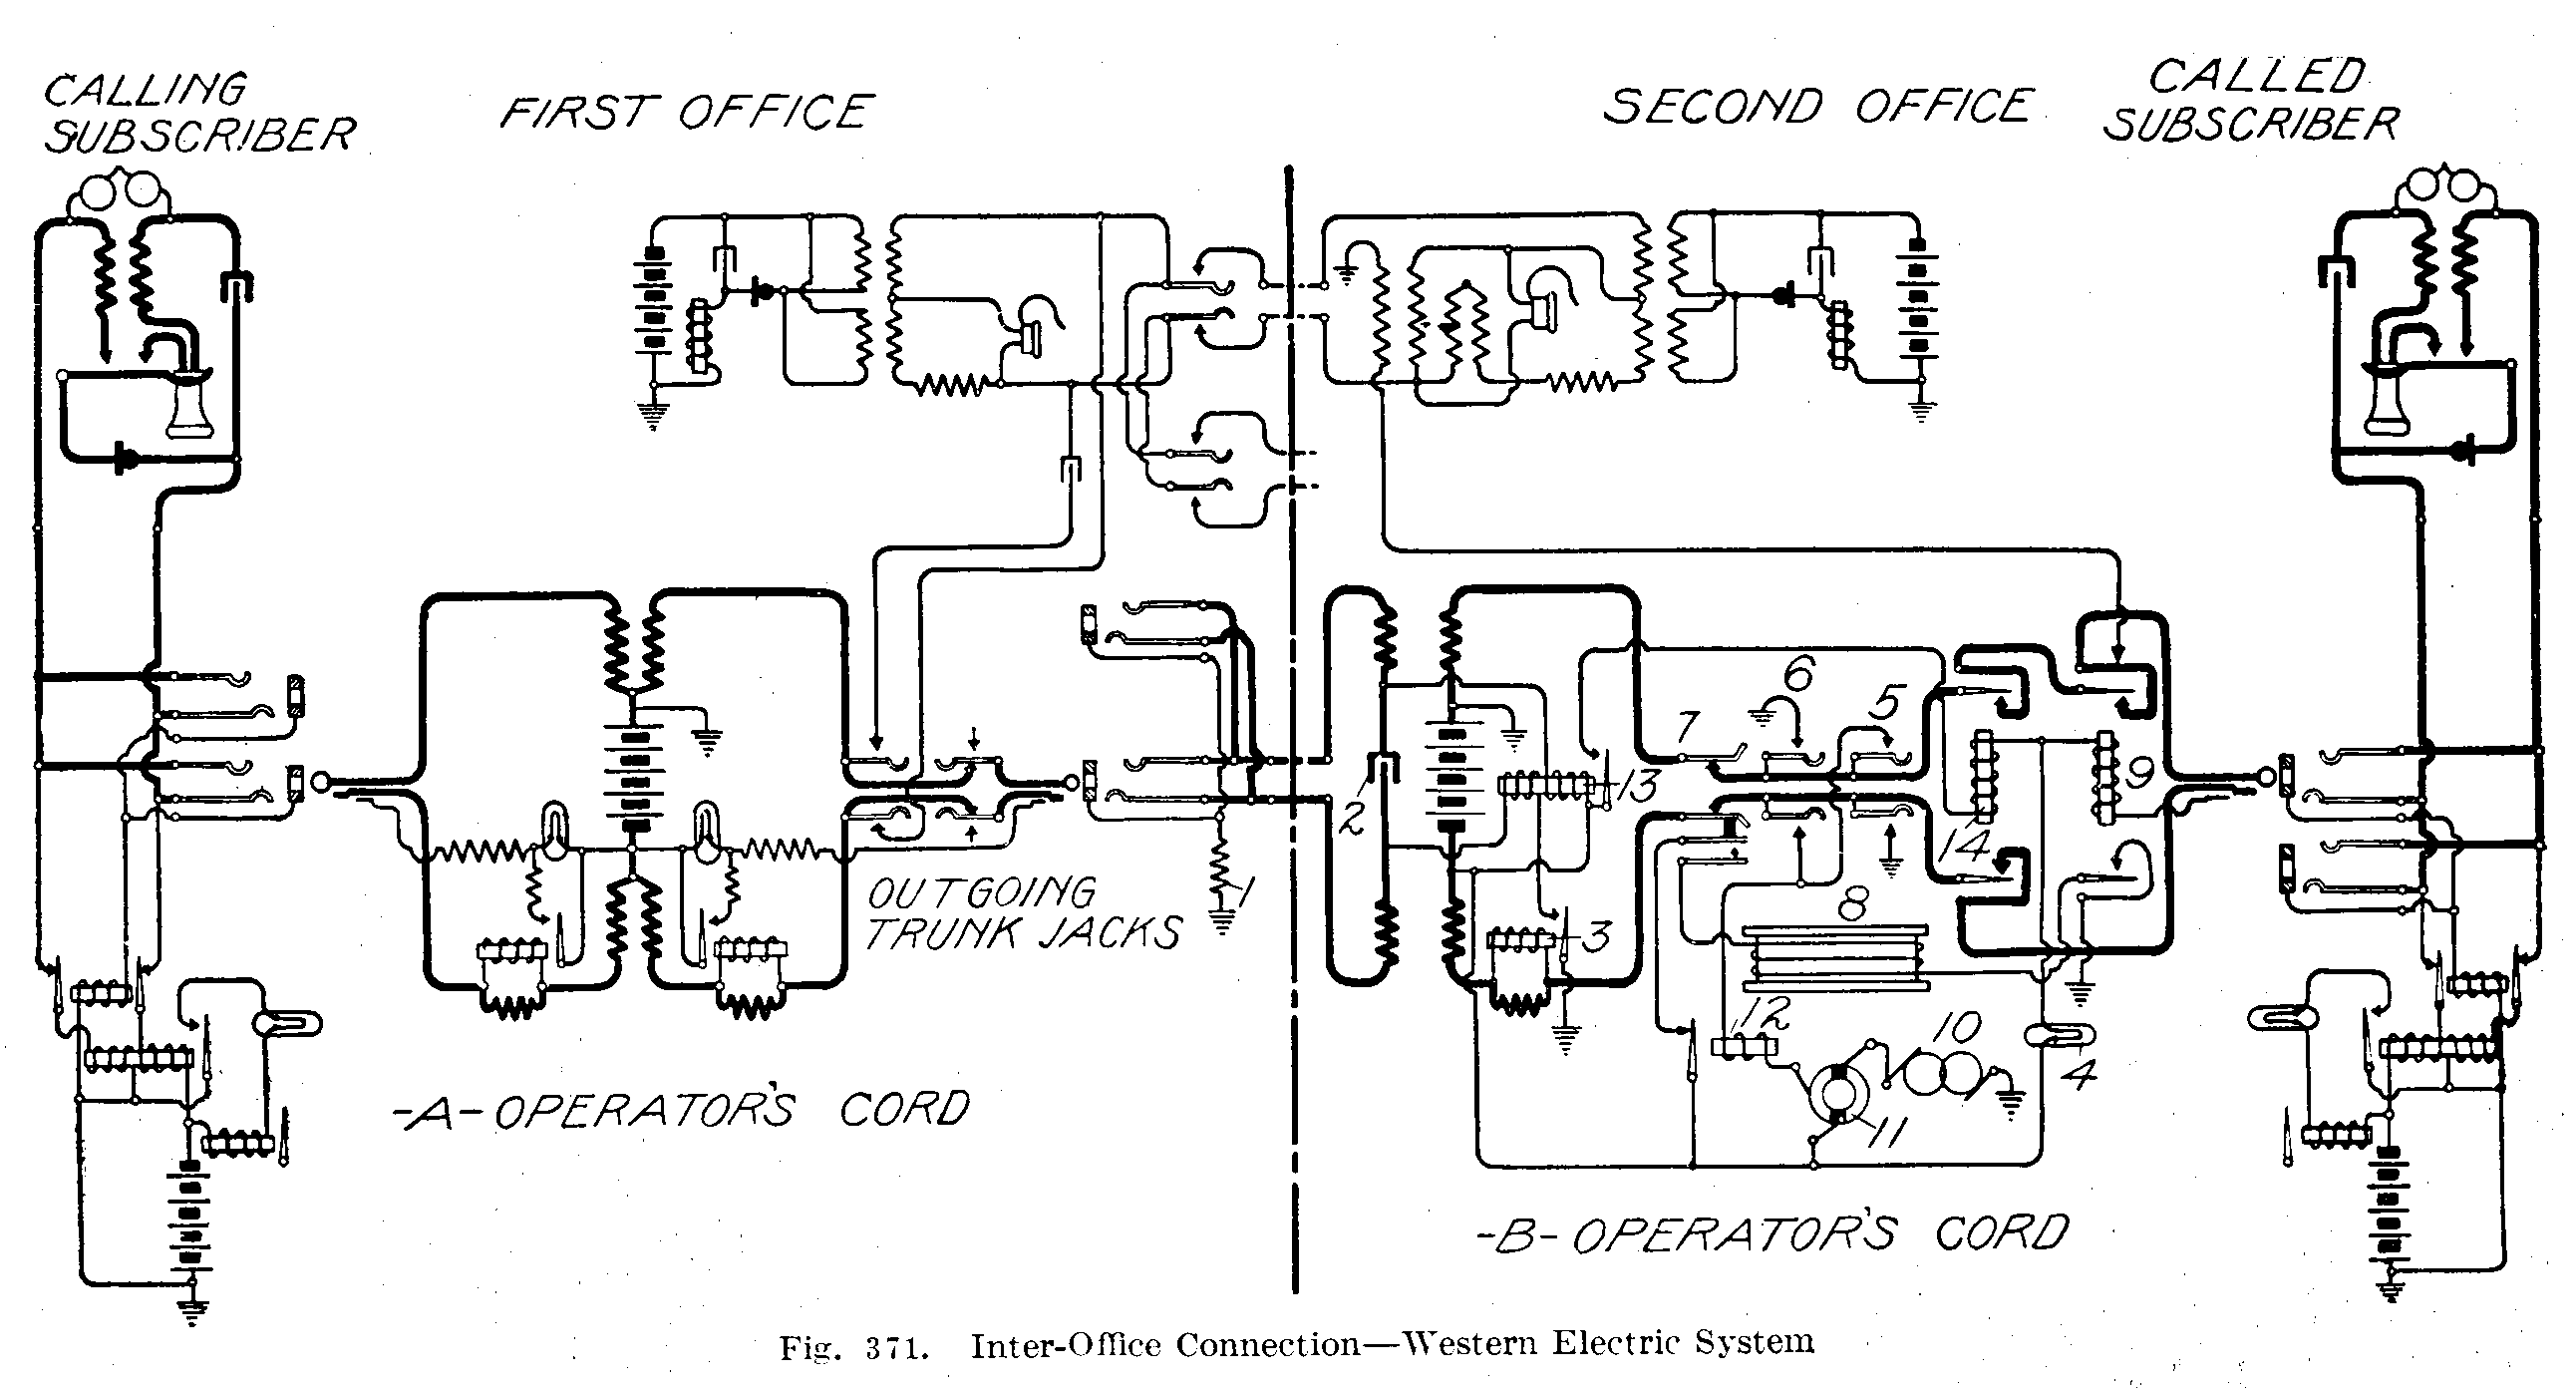 CALLING
SUBSCRIBER
FIRST OFFICE
SECOND OFFICE
CALLED
SUBSCRIBER
6
5
7
2
13
9
14
1
OUTGOING
TRUNK JACKS
8
3
12
10
4
11
-A- OPERATOR'S CORD
-B- OPERATOR'S CORD
Fig. 371. Inter-Office Connection—Western Electric System